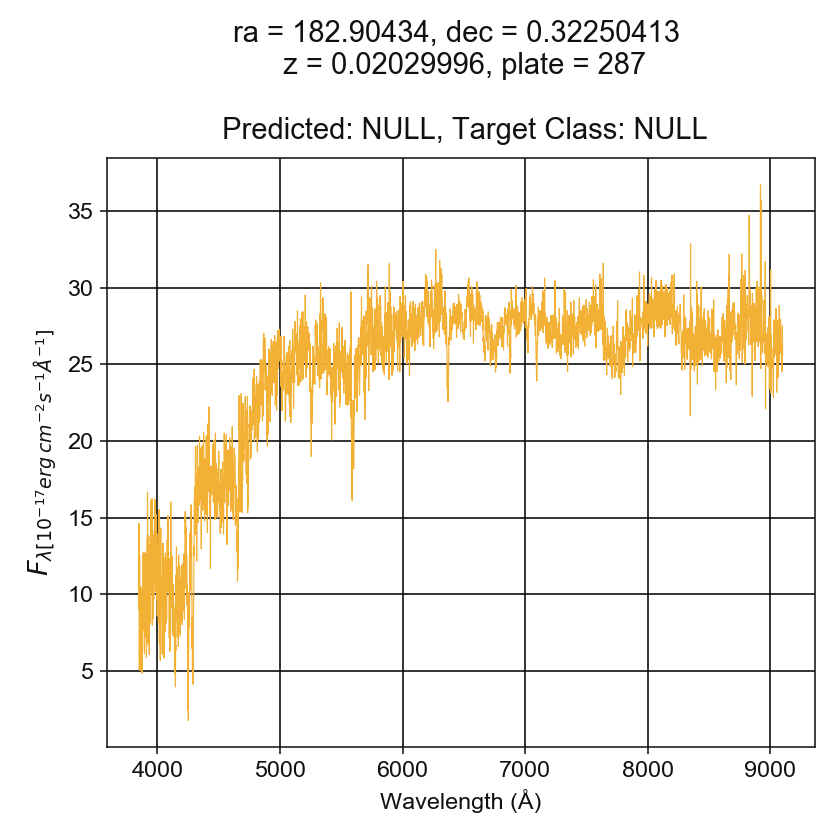 ra = 182.90434, dec = 0.32250413
z = 0.02029996, plate = 287
Predicted: NULL, Target Class: NULL
35
30
25
20
15
10
5
F_{λ[10^{-17} erg cm^{-2} s^{-1} Å^{-1}]}
4000 5000 6000 7000 8000 9000
Wavelength (Å)